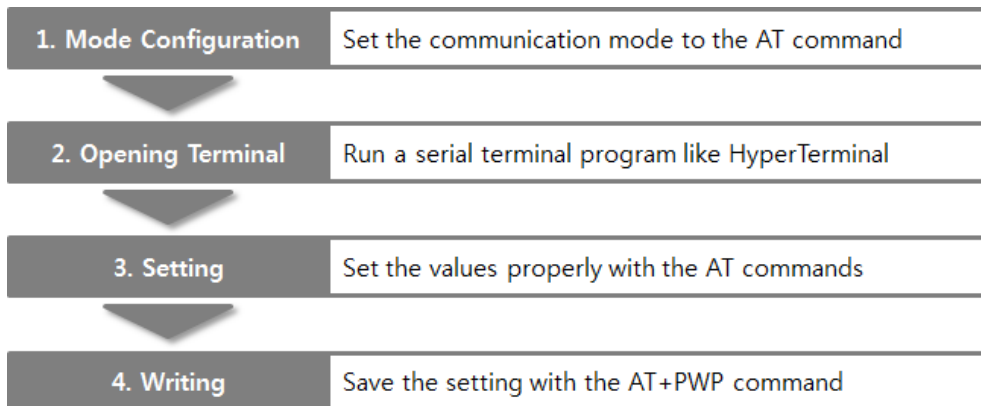 1. Mode Configuration Set the communication mode to the AT command
2. Opening Terminal Run a serial terminal program like HyperTerminal
3. Setting Set the values properly with the AT commands
4. Writing Save the setting with the AT+PWP command